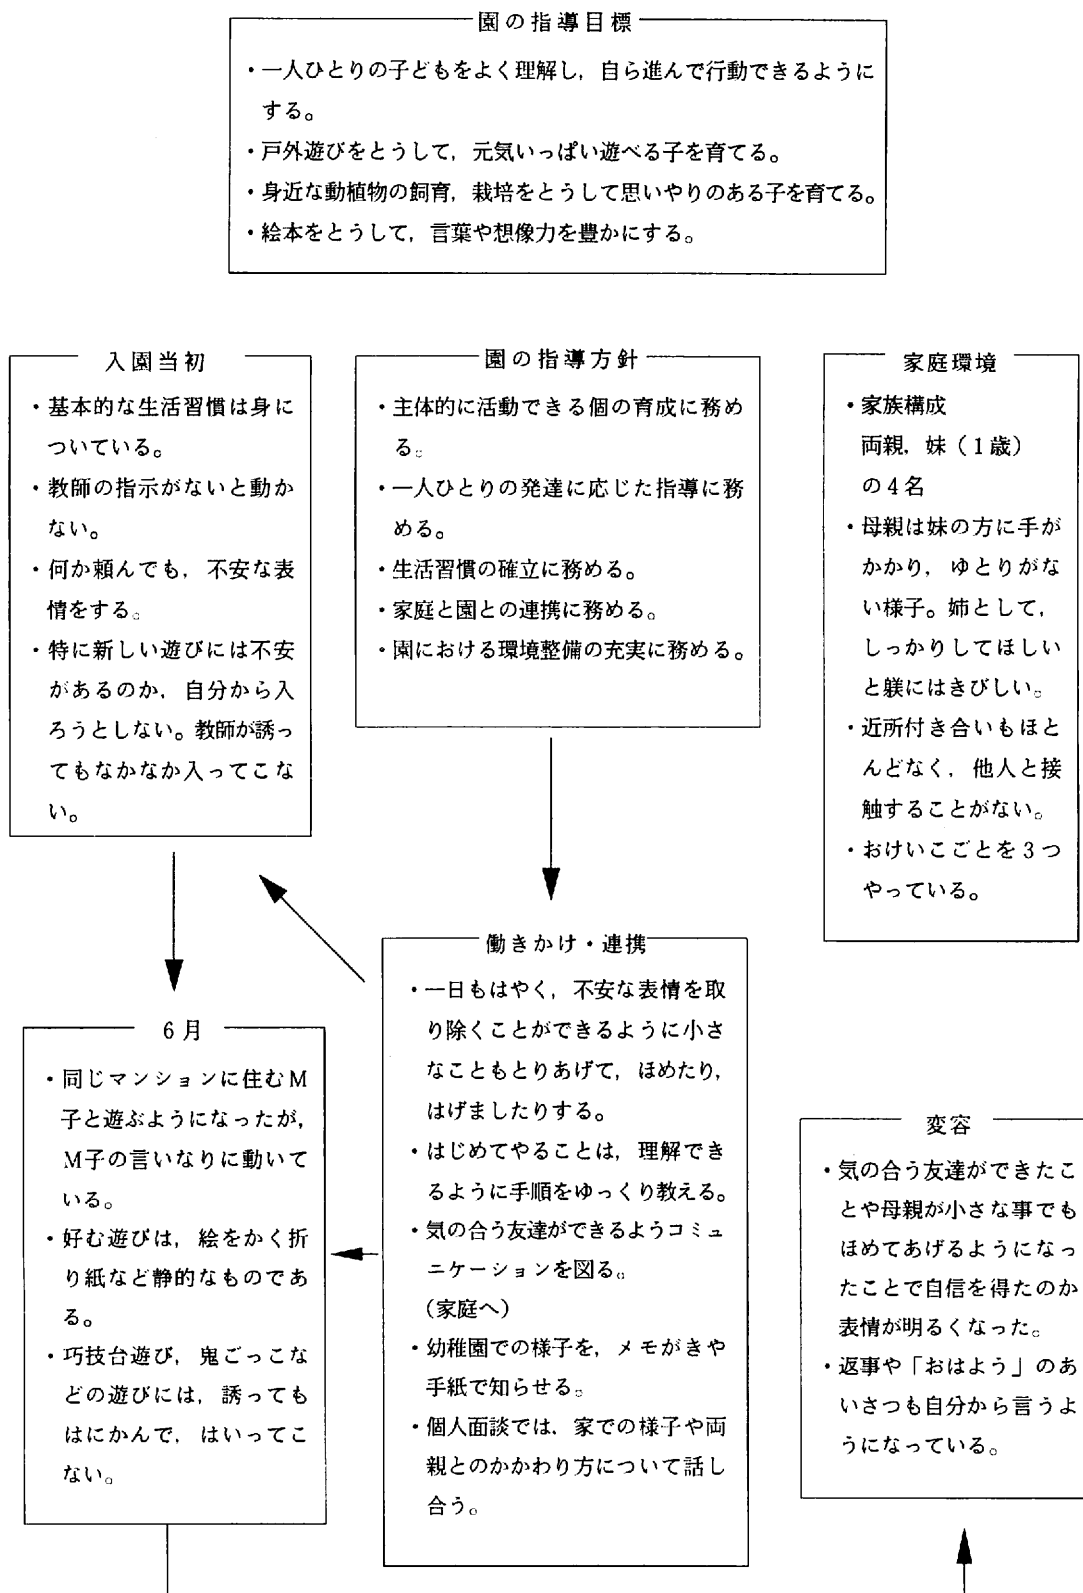 園の指導目標
・一人ひとりの子どもをよく理解し，自ら進んで行動できるように
する。
・戸外遊びをとうして，元気いっぱい遊べる子を育てる。
・身近な動植物の飼育，栽培をとうして思いやりのある子を育てる。
・絵本をとうして，言葉や想像力を豊かにする。
入園当初
・基本的な生活習慣は身に
ついている。
・教師の指示がないと動か
ない。
・何か頼んでも，不安な表
情をする。
・特に新しい遊びには不安
があるのか，自分から入
ろうとしない。教師が誘っ
てもなかなか入ってこな
い。
園の指導方針
・主体的に活動できる個の育成に務め
る。
・一人ひとりの発達に応じた指導に務
める。
・生活習慣の確立に務める。
・家庭と園との連携に務める。
・園における環境整備の充実に務める。
家庭環境
・家族構成
両親，妹（１歳）
の４名
・母親は妹の方に手が
かかり，ゆとりがな
い様子。姉として，
しっかりしてほしい
と躾にはきびしい。
・近所付き合いもほと
んどなく，他人と接
触することがない。
・おけいこごとを３つ
やっている。
働きかけ・連携
・一日もはやく，不安な表情を取
り除くことができるように小さ
なこともとりあげて，ほめたり，
はげましたりする。
・はじめてやることは，理解でき
るように手順をゆっくり教える。
・気の合う友達ができるようコミュ
ニケーションを図る。
（家庭へ）
・幼稚園での様子を，メモがきや
手紙で知らせる。
・個人面談では，家での様子や両
親とのかかわり方について話し
合う。
６月
・同じマンションに住むＭ
子と遊ぶようになったが，
Ｍ子の言いなりに動いて
いる。
・好む遊びは，絵をかく折
り紙など静的なものであ
る。
・巧技台遊び，鬼ごっこな
どの遊びには，誘っても
はにかんで，はいってこ
ない。
変容
・気の合う友達ができたこ
とや母親が小さな事でも
ほめてあげるようになっ
たことで自信を得たのか
表情が明るくなった。
・返事や「おはよう」のあ
いさつも自分から言うよ
うになっている。